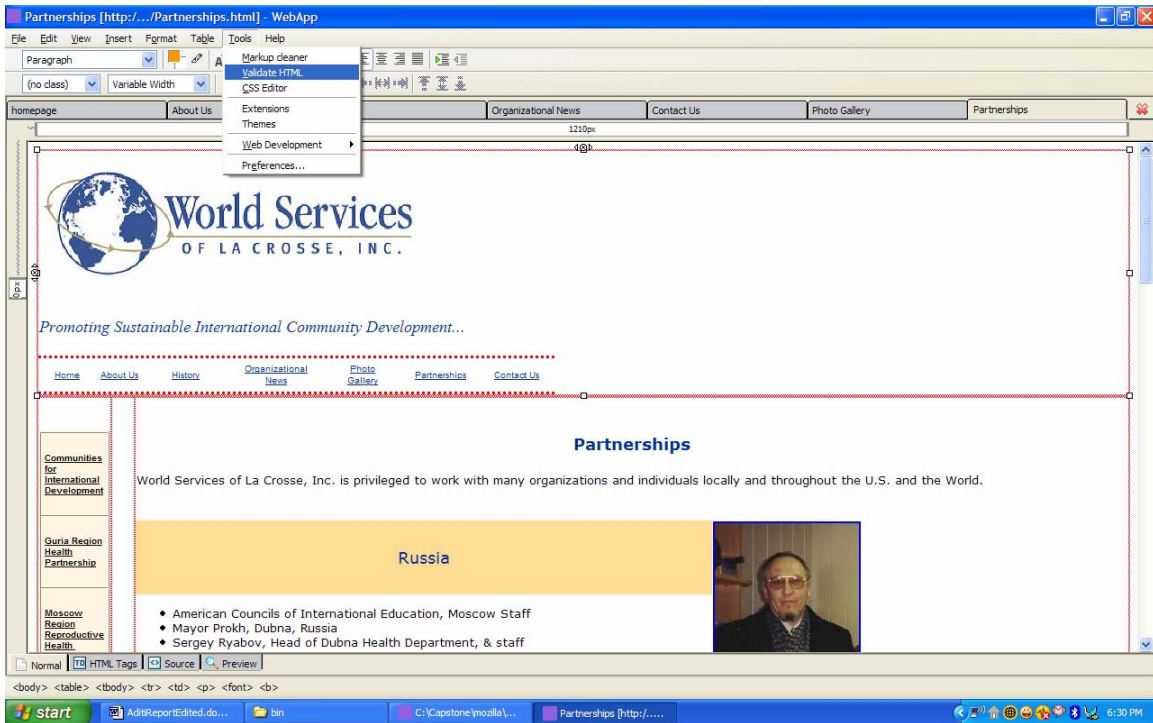 Partnerships [http:/.../Partnerships.html] - WebApp
File Edit View Insert Format Table Tools Help
Paragraph
Markup cleaner
Validate HTML
CSS Editor
Extensions
Themes
Web Development
Preferences...
(no class) Variable Width
homepage About Us Organizational News Contact Us Photo Gallery Partnerships
1210px
0px
World Services
OF LA CROSSE, INC.
Promoting Sustainable International Community Development...
Home About Us History Organizational News Photo Gallery Partnerships Contact Us
Partnerships
World Services of La Crosse, Inc. is privileged to work with many organizations and individuals locally and throughout the U.S. and the World.
Communities
for
International
Development
Guria Region
Health
Partnership
Moscow
Region
Reproductive
Health
Russia
American Councils of International Education, Moscow Staff
Mayor Prokh, Dubna, Russia
Sergey Ryabov, Head of Dubna Health Department, & staff
Normal HTML Tags Source Preview
<body> <table> <tbody> <tr> <td> <p> <font> <b>
start AditiReportEdited.do... bin C:\Capstone\mozilla\... Partnerships [http:/..... 6:30 PM